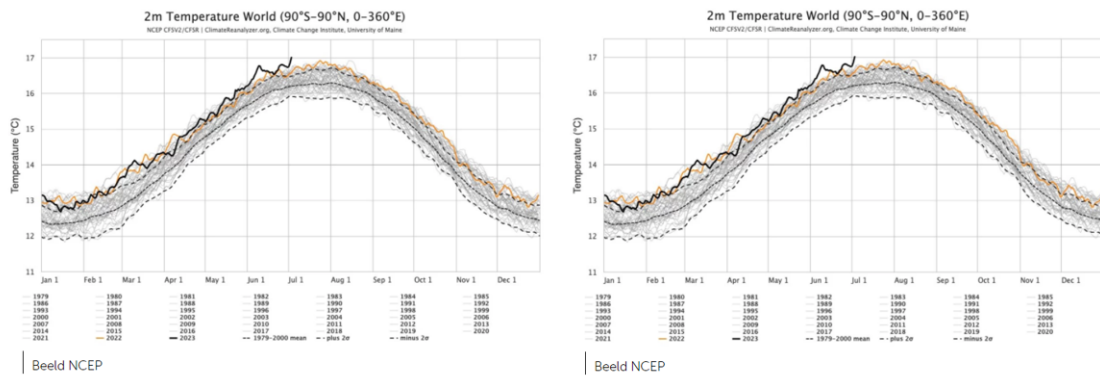 2m Temperature World (90°S–90°N, 0–360°E)
NCEP CFSV2/CFSR | ClimateReanalyzer.org, Climate Change Institute, University of Maine
Temperature (°C)
17
16
15
14
13
12
11
Jan 1 Feb 1 Mar 1 Apr 1 May 1 Jun 1 Jul 1 Aug 1 Sep 1 Oct 1 Nov 1 Dec 1
1979 1980 1981 1982 1983 1984 1985
1986 1987 1988 1989 1990 1991 1992
1993 1994 1995 1996 1997 1998 1999
2000 2001 2002 2003 2004 2005 2006
2007 2008 2009 2010 2011 2012 2013
2014 2015 2016 2017 2018 2019 2020
2021 2022 2023 1979–2000 mean plus 2σ minus 2σ
Beeld NCEP
2m Temperature World (90°S–90°N, 0–360°E)
NCEP CFSV2/CFSR | ClimateReanalyzer.org, Climate Change Institute, University of Maine
Temperature (°C)
17
16
15
14
13
12
11
Jan 1 Feb 1 Mar 1 Apr 1 May 1 Jun 1 Jul 1 Aug 1 Sep 1 Oct 1 Nov 1 Dec 1
1979 1980 1981 1982 1983 1984 1985
1986 1987 1988 1989 1990 1991 1992
1993 1994 1995 1996 1997 1998 1999
2000 2001 2002 2003 2004 2005 2006
2007 2008 2009 2010 2011 2012 2013
2014 2015 2016 2017 2018 2019 2020
2021 2022 2023 1979–2000 mean plus 2σ minus 2σ
Beeld NCEP